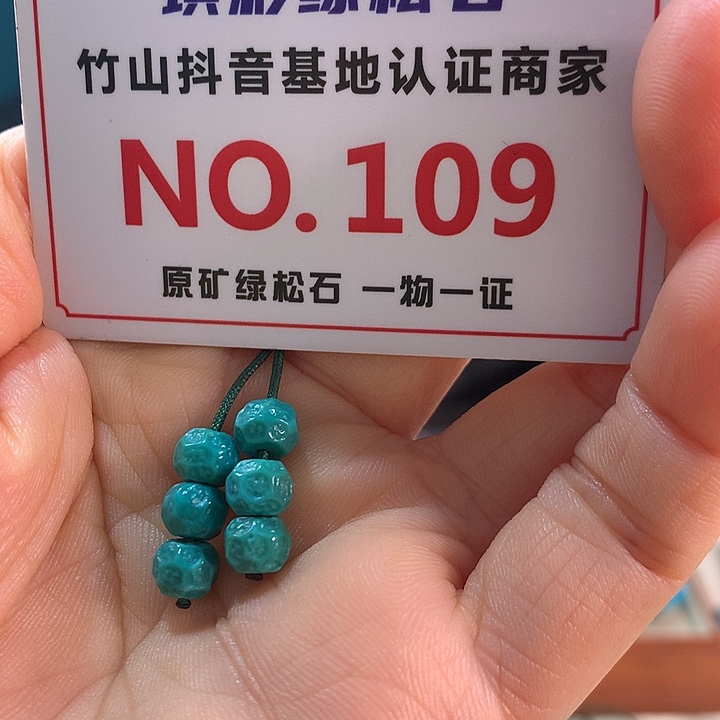 竹山抖音基地认证商家
NO.109
原矿绿松石 一物一证